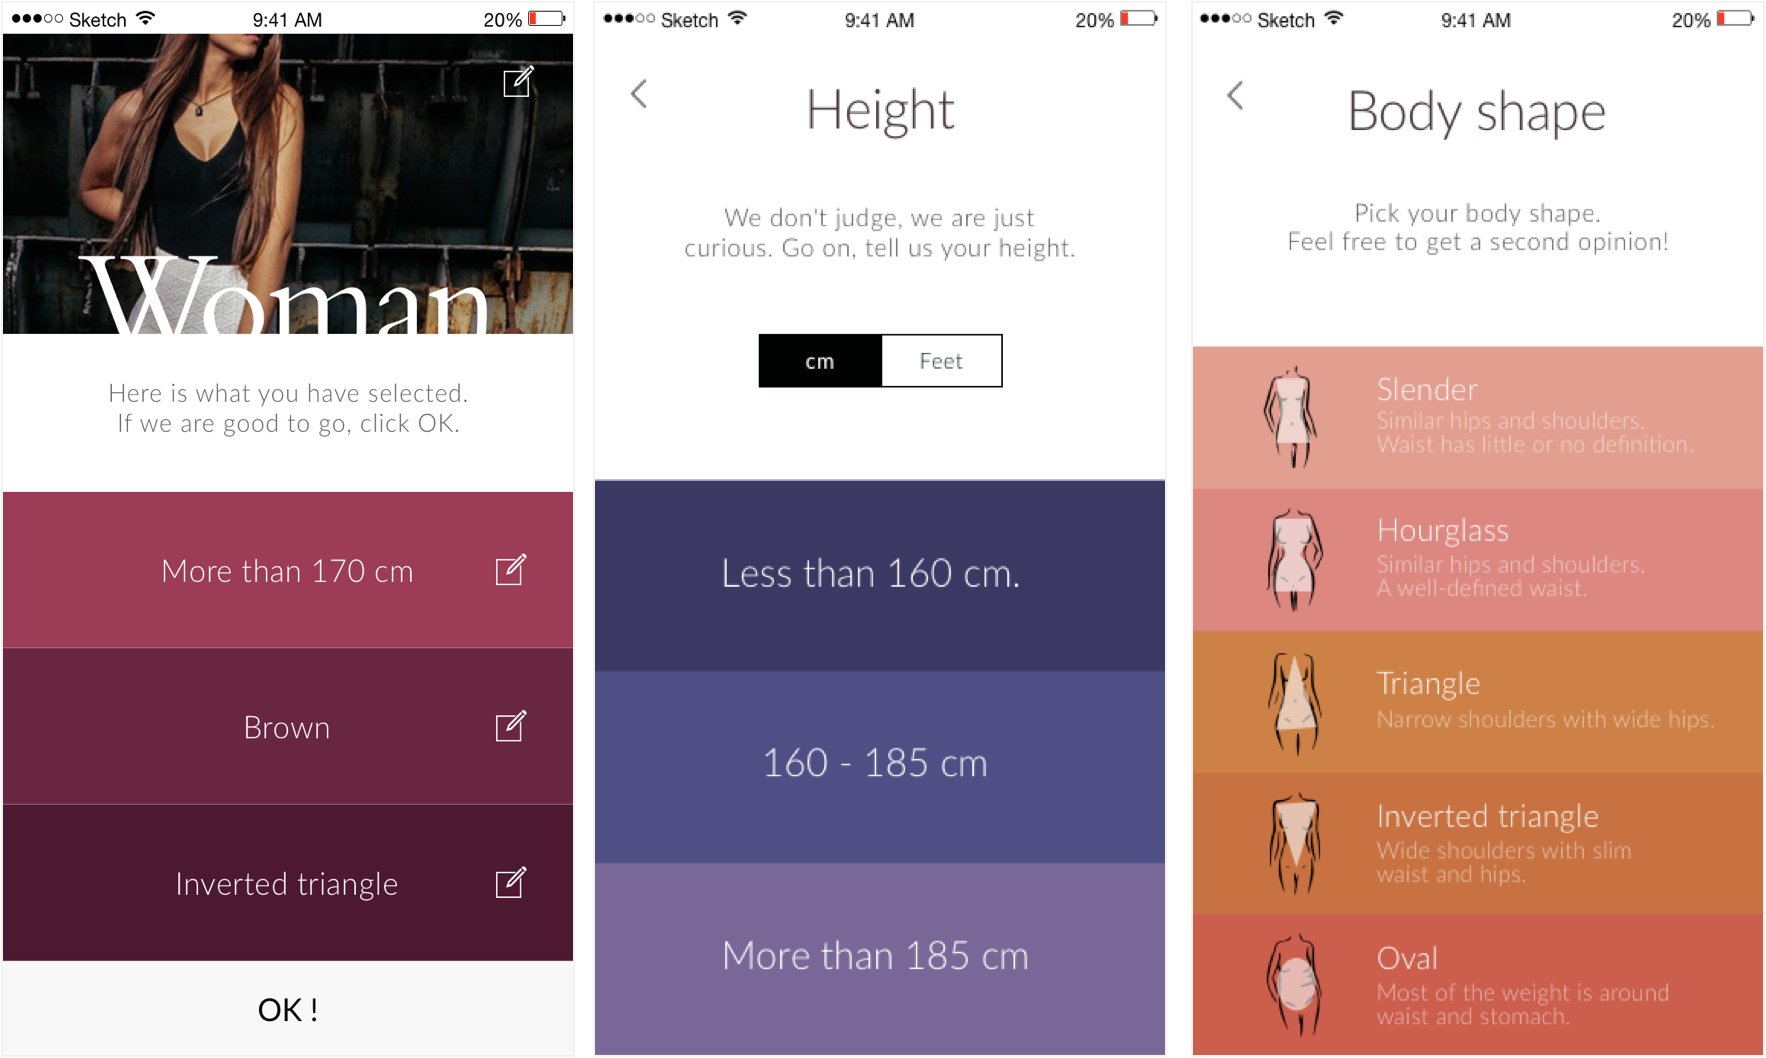 Sketch 9:41 AM 20%
Woman
Here is what you have selected.
If we are good to go, click OK.
More than 170 cm
Brown
Inverted triangle
OK !
Sketch 9:41 AM 20%
Height
We don't judge, we are just
curious. Go on, tell us your height.
cm Feet
Less than 160 cm.
160 - 185 cm
More than 185 cm
Sketch 9:41 AM 20%
Body shape
Pick your body shape.
Feel free to get a second opinion!
Slender
Similar hips and shoulders.
Waist has little or no definition.
Hourglass
Similar hips and shoulders.
A well-defined waist.
Triangle
Narrow shoulders with wide hips.
Inverted triangle
Wide shoulders with slim
waist and hips.
Oval
Most of the weight is around
waist and stomach.